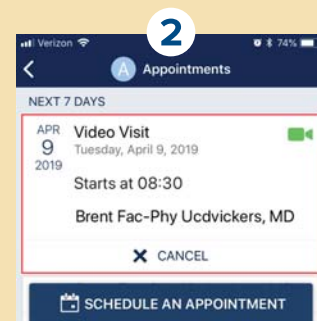 2
Verizon 74%
A Appointments
NEXT 7 DAYS
APR
9
2019
Video Visit
Tuesday, April 9, 2019
Starts at 08:30
Brent Fac-Phy Ucdvickers, MD
X CANCEL
SCHEDULE AN APPOINTMENT